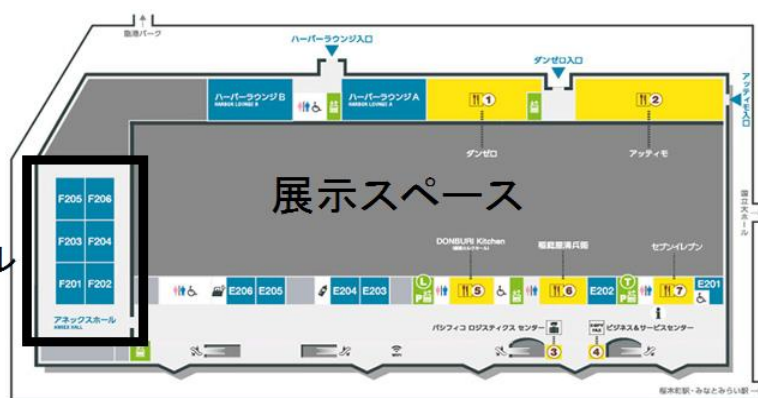 臨港パーク
ハーバーラウンジ入口
ダンゼロ入口
アッティモ入口
ハーバーラウンジB
HARBOR LOUNGE B
ハーバーラウンジA
HARBOR LOUNGE A
1
2
ダンゼロ
アッティモ
国立大ホール
展示スペース
F205 F206
F203 F204
F201 F202
ル
アネックスホール
ANNEX HALL
DONBURI Kitchen
稲庭屋清兵衛
セブンイレブン
E206 E205
E204 E203
L
P
5
6
E202
T
P
7
E201
i
パシフィコ ロジスティクス センター
ビジネス&サービスセンター
3
4
桜木町駅・みなとみらい駅